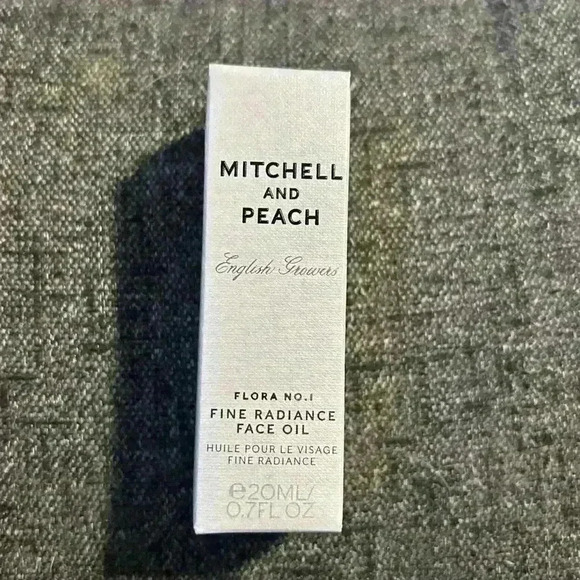 MITCHELL
AND
PEACH
English Growers
FLORA NO.1
FINE RADIANCE
FACE OIL
HUILE POUR LE VISAGE
FINE RADIANCE
℮20ML/
0.7FL.OZ